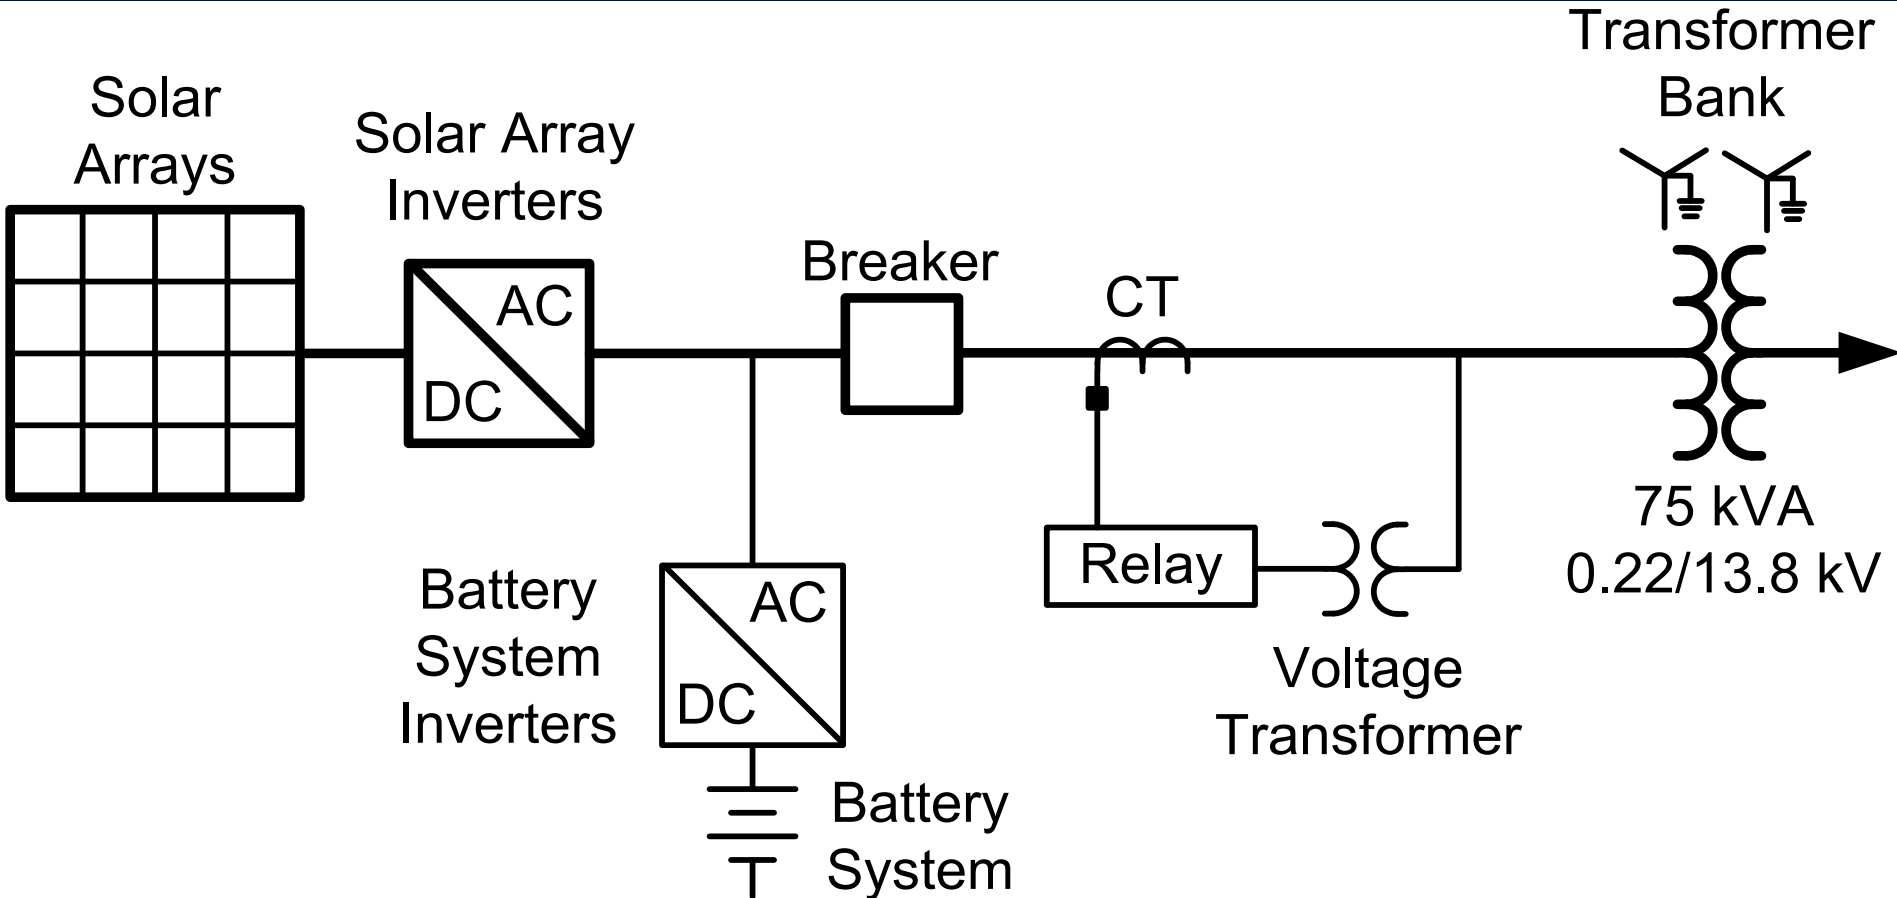 Transformer
Bank
Solar
Arrays
Solar Array
Inverters
AC
DC
Breaker
CT
75 kVA
0.22/13.8 kV
Relay
Voltage
Transformer
Battery
System
Inverters
AC
DC
Battery
System